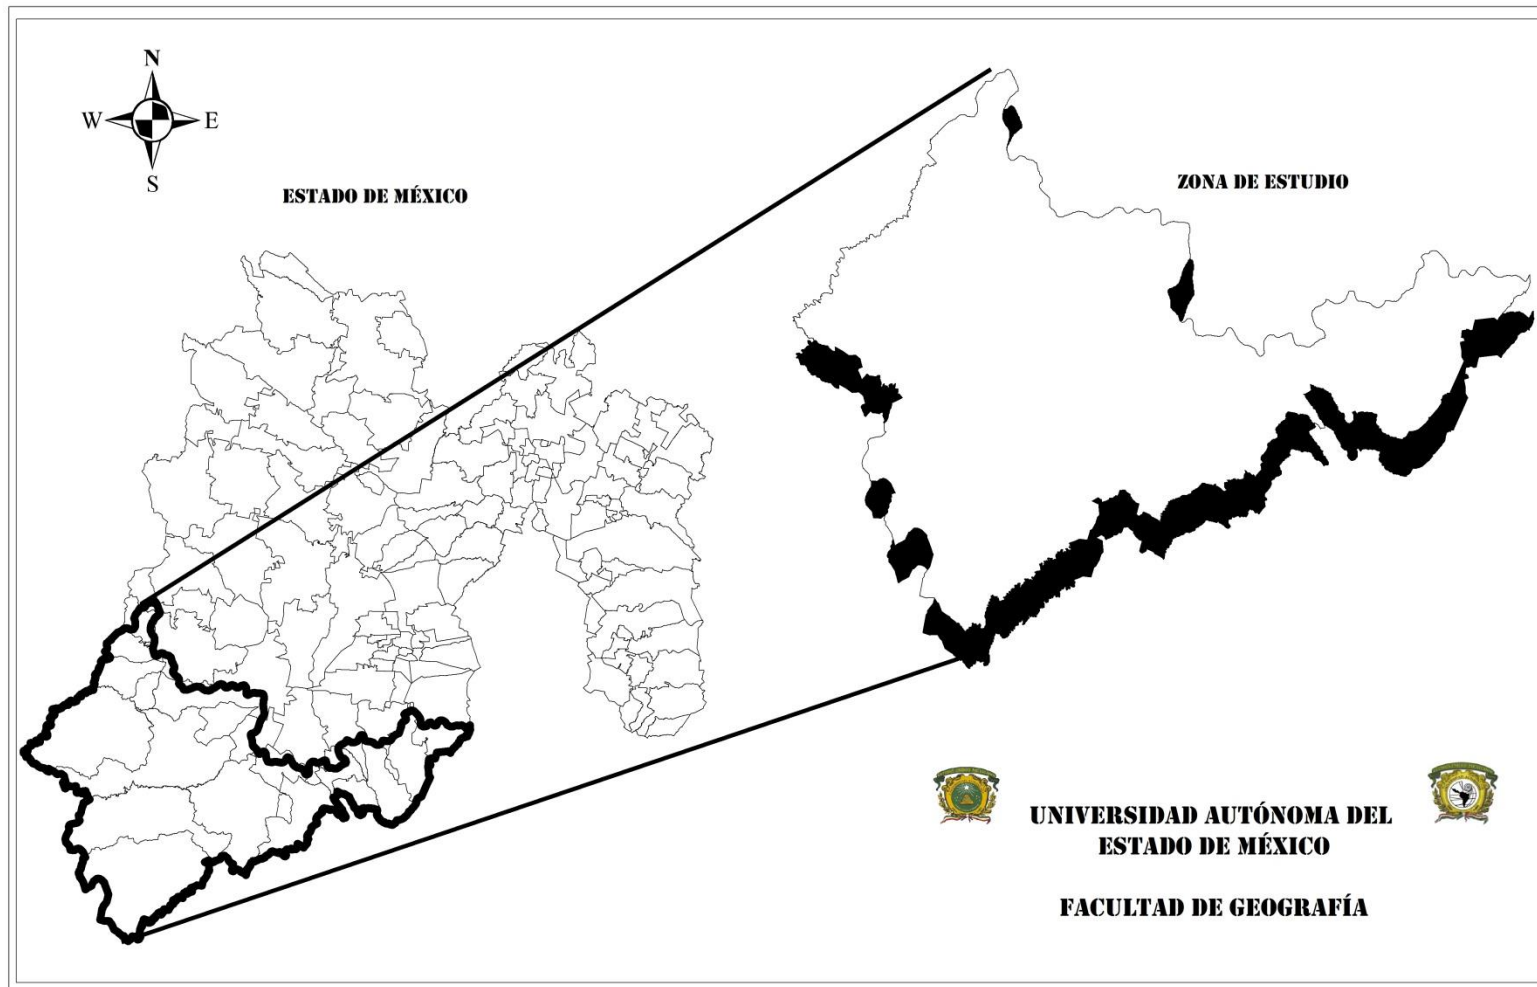 N
W E
S
ESTADO DE MÉXICO
ZONA DE ESTUDIO
UNIVERSIDAD AUTÓNOMA DEL
ESTADO DE MÉXICO
FACULTAD DE GEOGRAFÍA